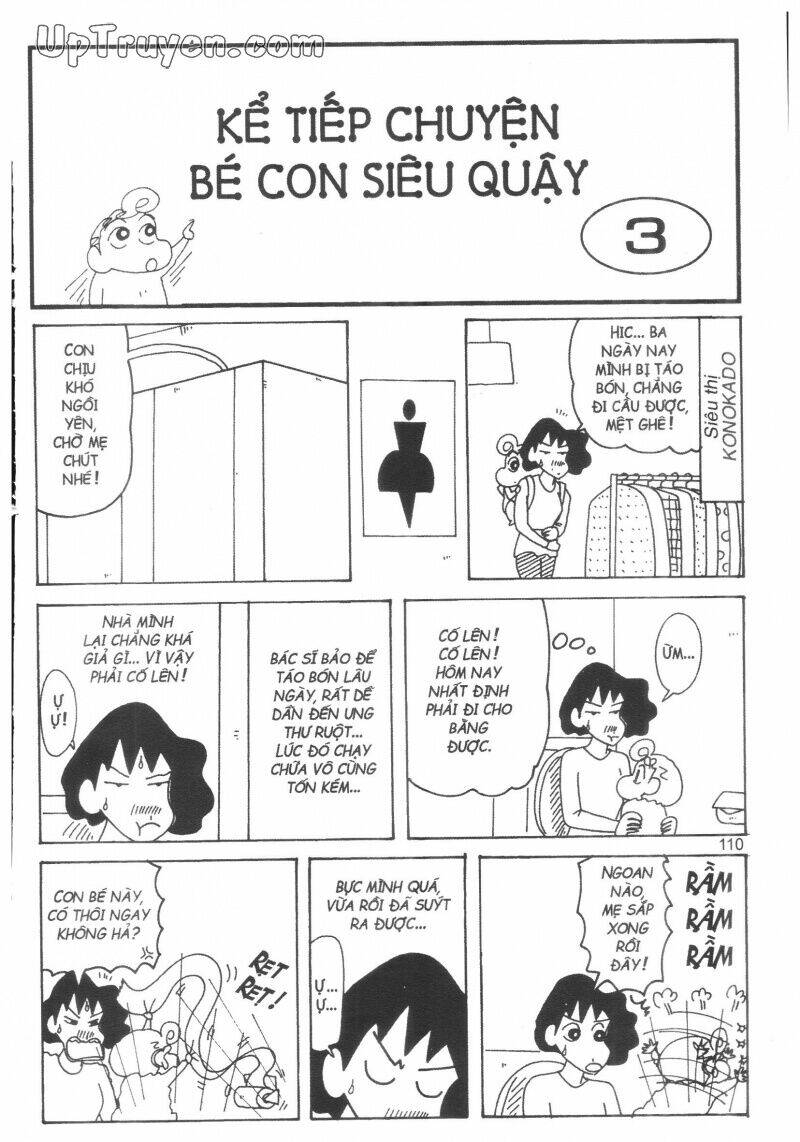 UpTruyen.com
KỂ TIẾP CHUYỆN
BÉ CON SIÊU QUẬY
3
Siêu thị
KONOKADO
HIC... BA
NGÀY NAY
MÌNH BỊ TÁO
BÓN, CHẲNG
ĐI CẦU ĐƯỢC,
MỆT GHÊ!
CON
CHỊU
KHÓ
NGỒI
YÊN,
CHỜ MẸ
CHÚT
NHÉ!
ỪM...
CỐ LÊN!
CỐ LÊN!
HÔM NAY
NHẤT ĐỊNH
PHẢI ĐI CHO
BẰNG
ĐƯỢC.
BÁC SĨ BẢO ĐỂ
TÁO BÓN LÂU
NGÀY, RẤT DỄ
DẪN ĐẾN UNG
THƯ RUỘT...
LÚC ĐÓ CHẠY
CHỮA VÔ CÙNG
TỐN KÉM...
NHÀ MÌNH
LẠI CHẲNG KHÁ
GIẢ GÌ... VÌ VẬY
PHẢI CỐ LÊN!
Ự
Ự!
110
RẦM
RẦM
RẦM
NGOAN
NÀO,
MẸ SẮP
XONG
RỒI
ĐÂY!
BỰC MÌNH QUÁ,
VỪA RỒI ĐÃ SUÝT
RA ĐƯỢC...
Ự...
Ự...
CON BÉ NÀY,
CÓ THÔI NGAY
KHÔNG HẢ?
RẸT
RẸT!